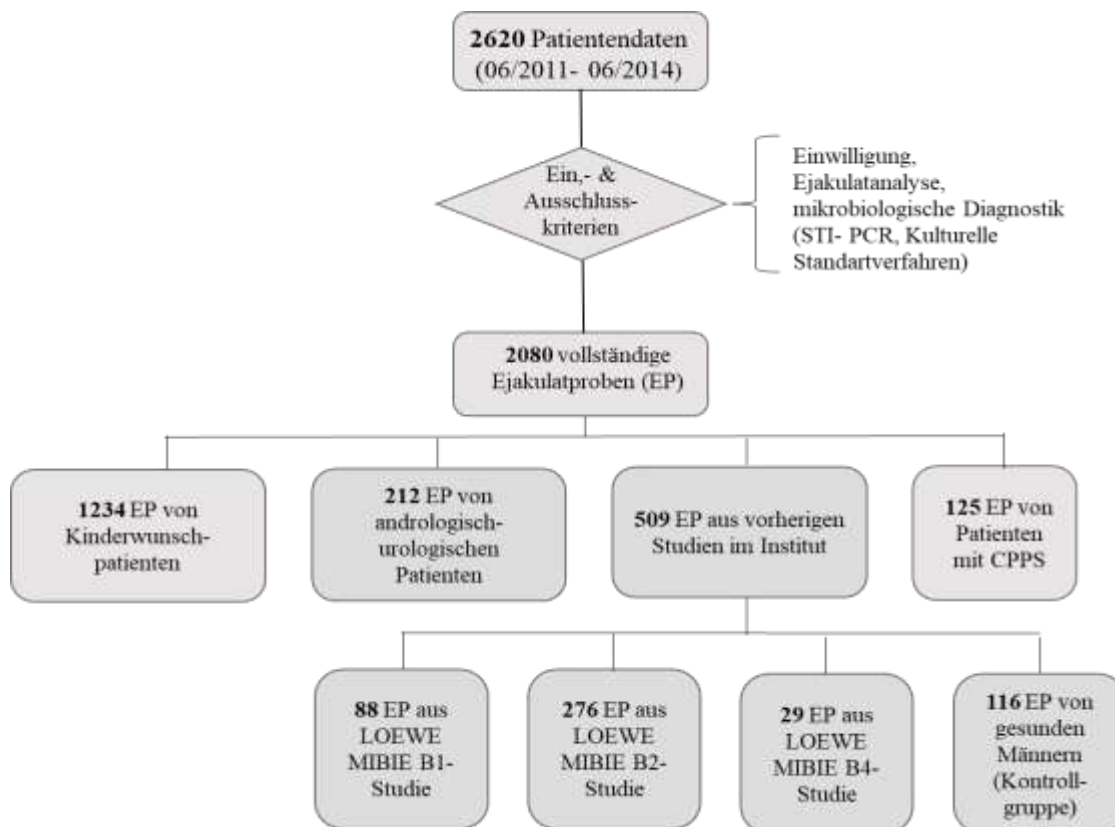 2620 Patientendaten
(06/2011- 06/2014)
Ein,- &
Ausschluss-
kriterien
Einwilligung,
Ejakulatanalyse,
mikrobiologische Diagnostik
(STI- PCR, Kulturelle
Standartverfahren)
2080 vollständige
Ejakulatproben (EP)
1234 EP von
Kinderwunsch-
patienten
212 EP von
andrologisch-
urologischen
Patienten
509 EP aus vorherigen
Studien im Institut
125 EP von
Patienten
mit CPPS
88 EP aus
LOEWE
MIBIE B1-
Studie
276 EP aus
LOEWE
MIBIE B2-
Studie
29 EP aus
LOEWE
MIBIE B4-
Studie
116 EP von
gesunden
Männern
(Kontroll-
gruppe)